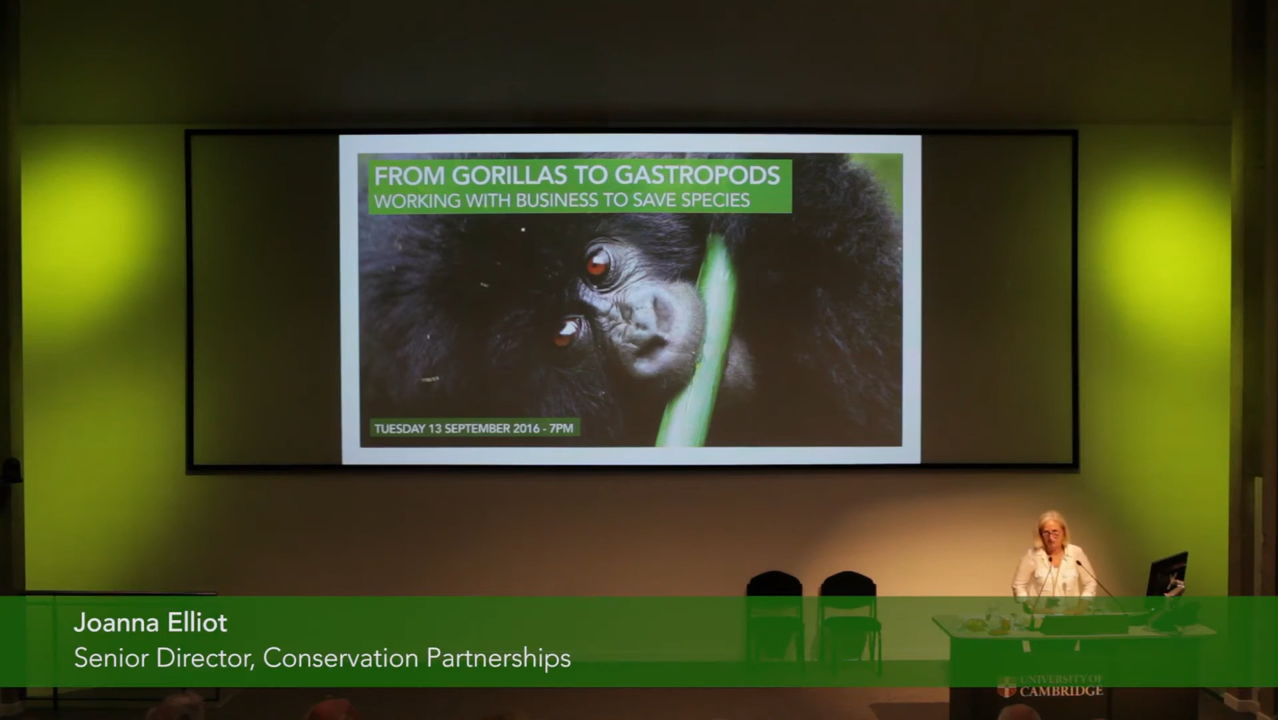 FROM GORILLAS TO GASTROPODS
WORKING WITH BUSINESS TO SAVE SPECIES
TUESDAY 13 SEPTEMBER 2016 - 7PM
Joanna Elliot
Senior Director, Conservation Partnerships
UNIVERSITY OF
CAMBRIDGE